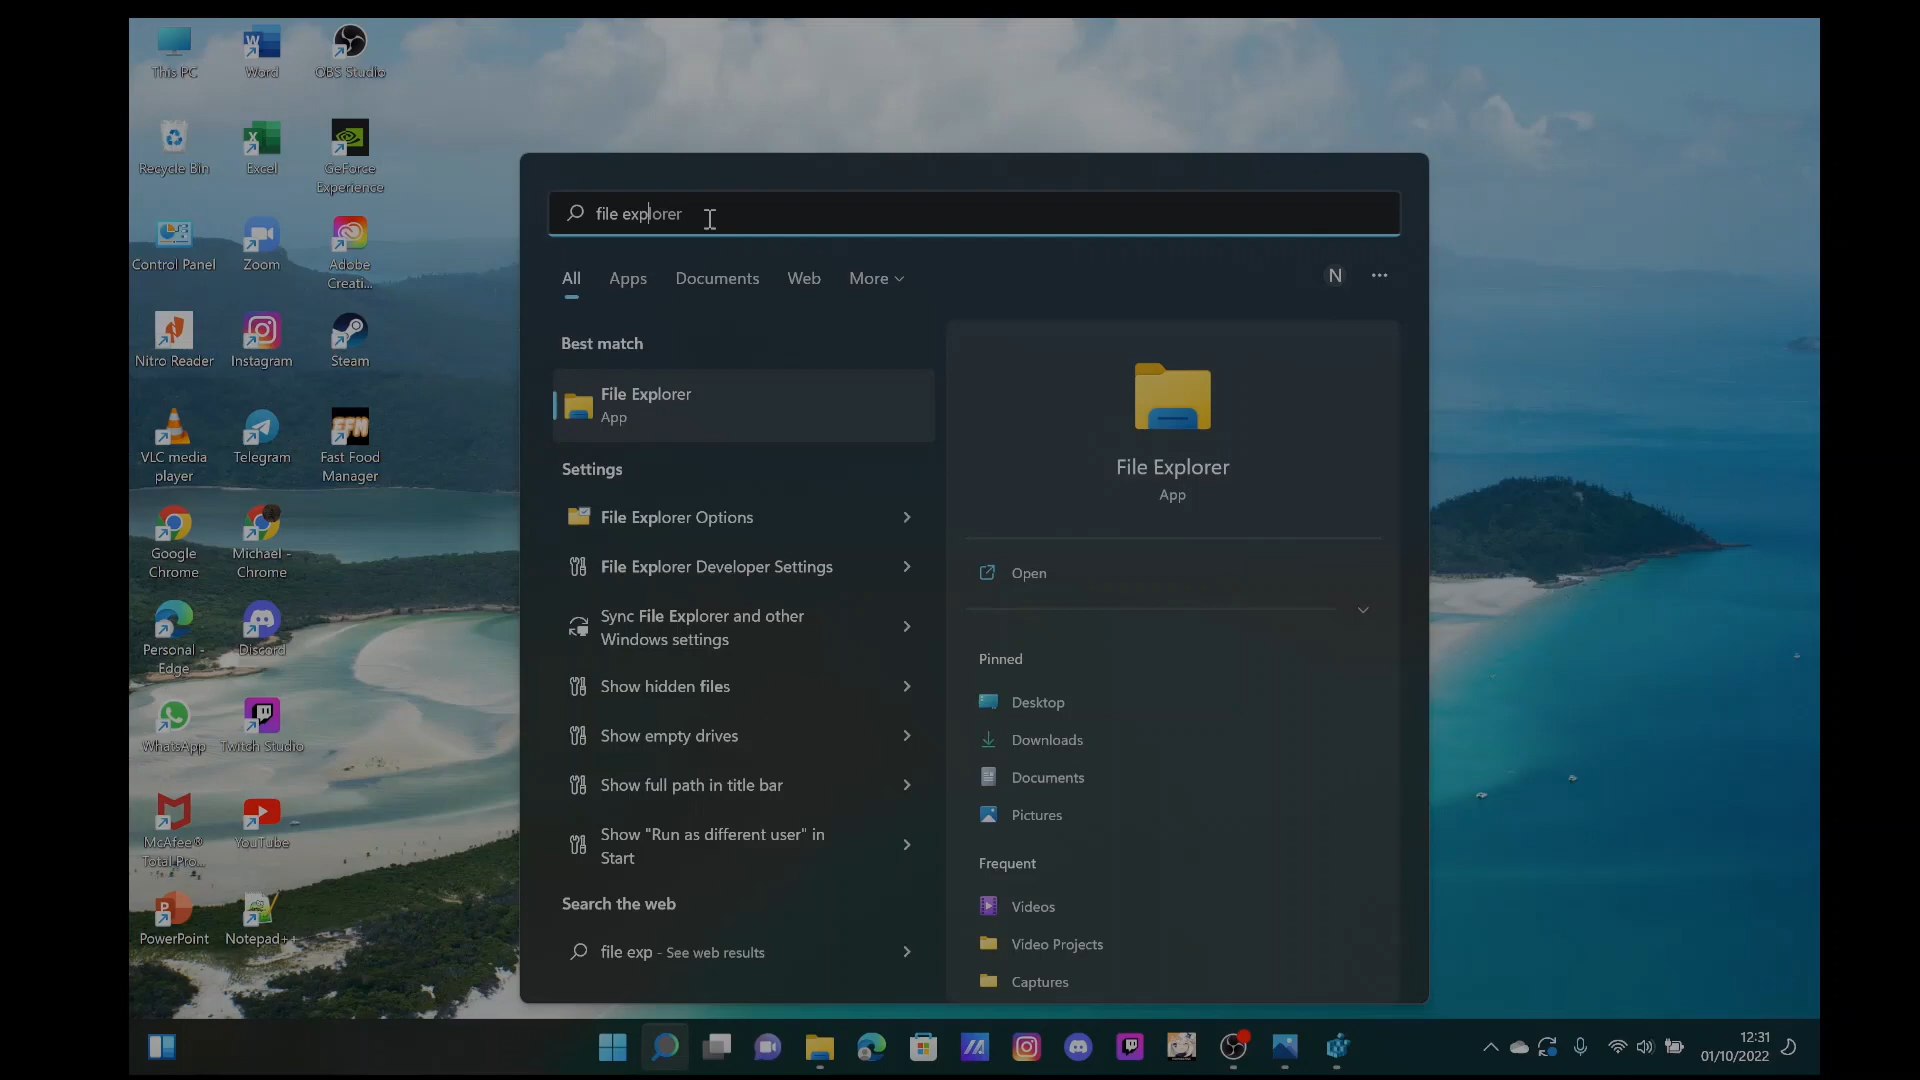 This PC
Word
OBS Studio
Recycle Bin
Excel
GeForce
Experience
Control Panel
Zoom
Adobe
Creati...
Nitro Reader
Instagram
Steam
VLC media
player
Telegram
Fast Food
Manager
EFM
Google
Chrome
Michael -
Chrome
Personal -
Edge
Discord
WhatsApp
Twitch Studio
McAfee®
Total Pro...
YouTube
PowerPoint
Notepad++
file explorer
All
Apps
Documents
Web
More
N
Best match
File Explorer
App
Settings
File Explorer Options
File Explorer Developer Settings
Sync File Explorer and other
Windows settings
Show hidden files
Show empty drives
Show full path in title bar
Show "Run as different user" in
Start
Search the web
file exp - See web results
File Explorer
App
Open
Pinned
Desktop
Downloads
Documents
Pictures
Frequent
Videos
Video Projects
Captures
12:31
01/10/2022